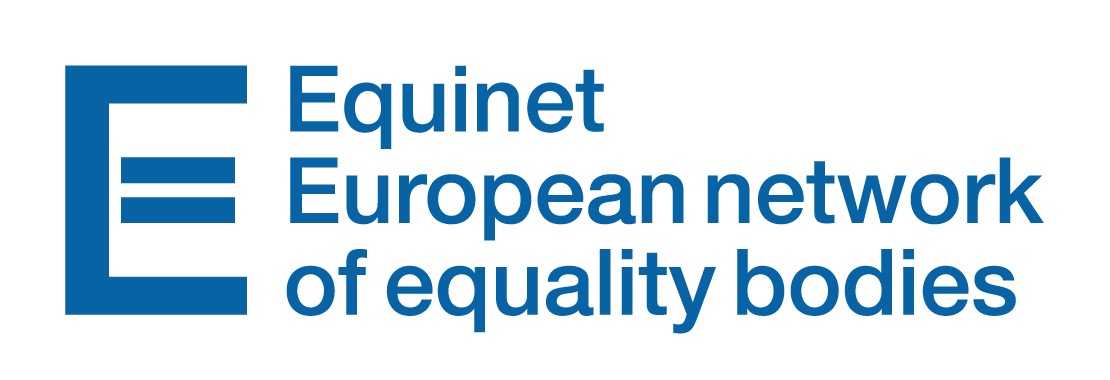 Equinet
European network
of equality bodies